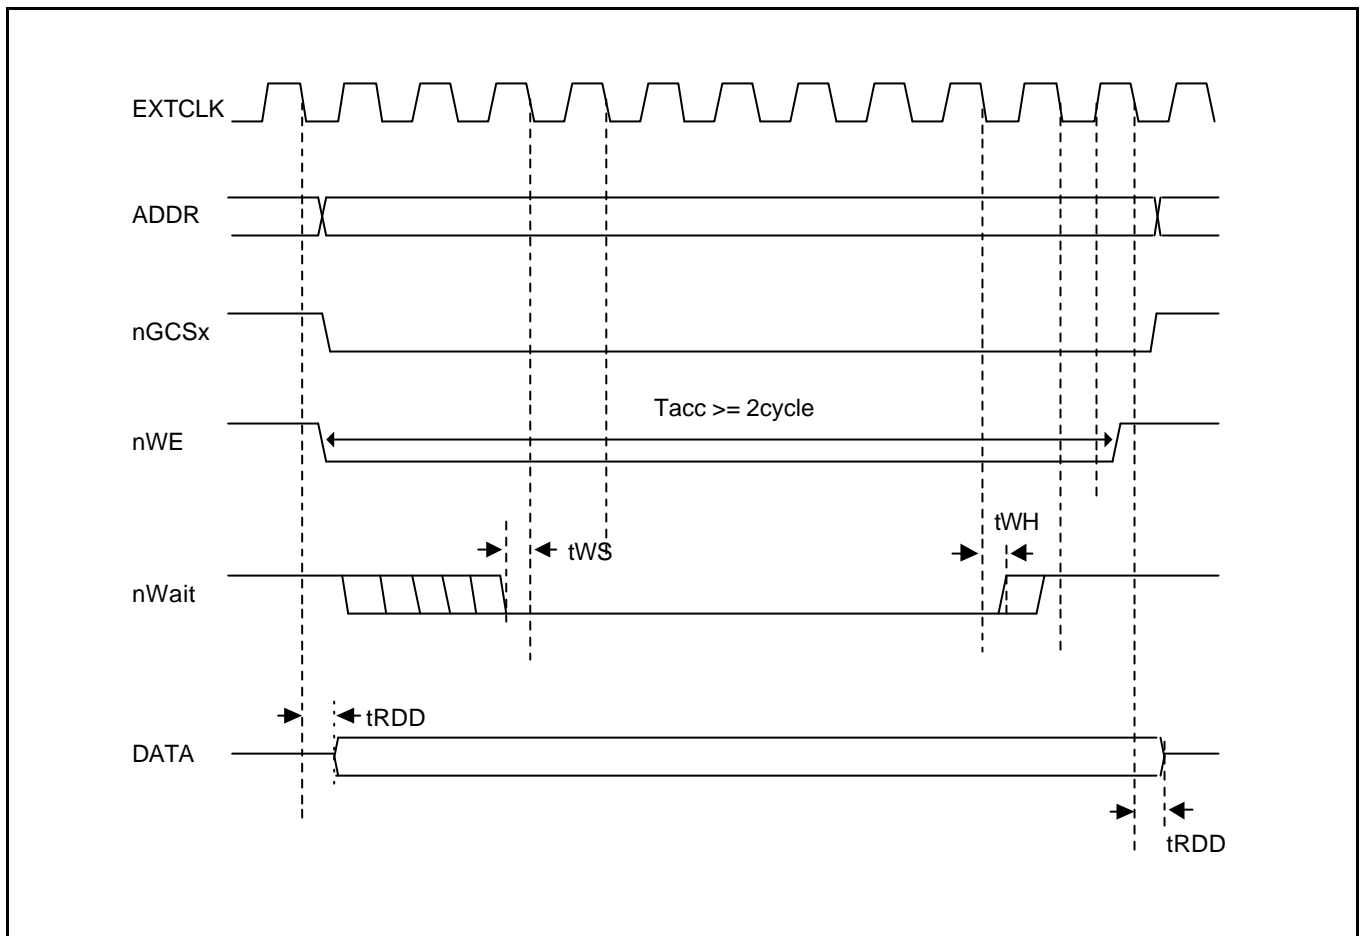 EXTCLK
ADDR
nGCSx
Tacc >= 2cycle
nWE
tWH
tWS
nWait
tRDD
DATA
tRDD